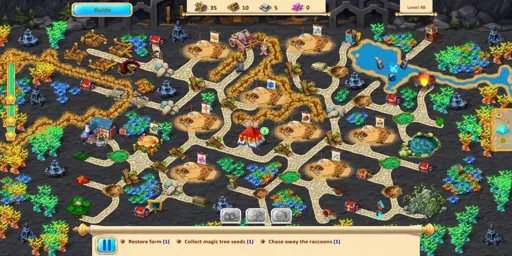 Guide
35
10
5
0
Level 48
Restore farm (1)
Collect magic tree seeds (1)
Chase away the raccoons (1)